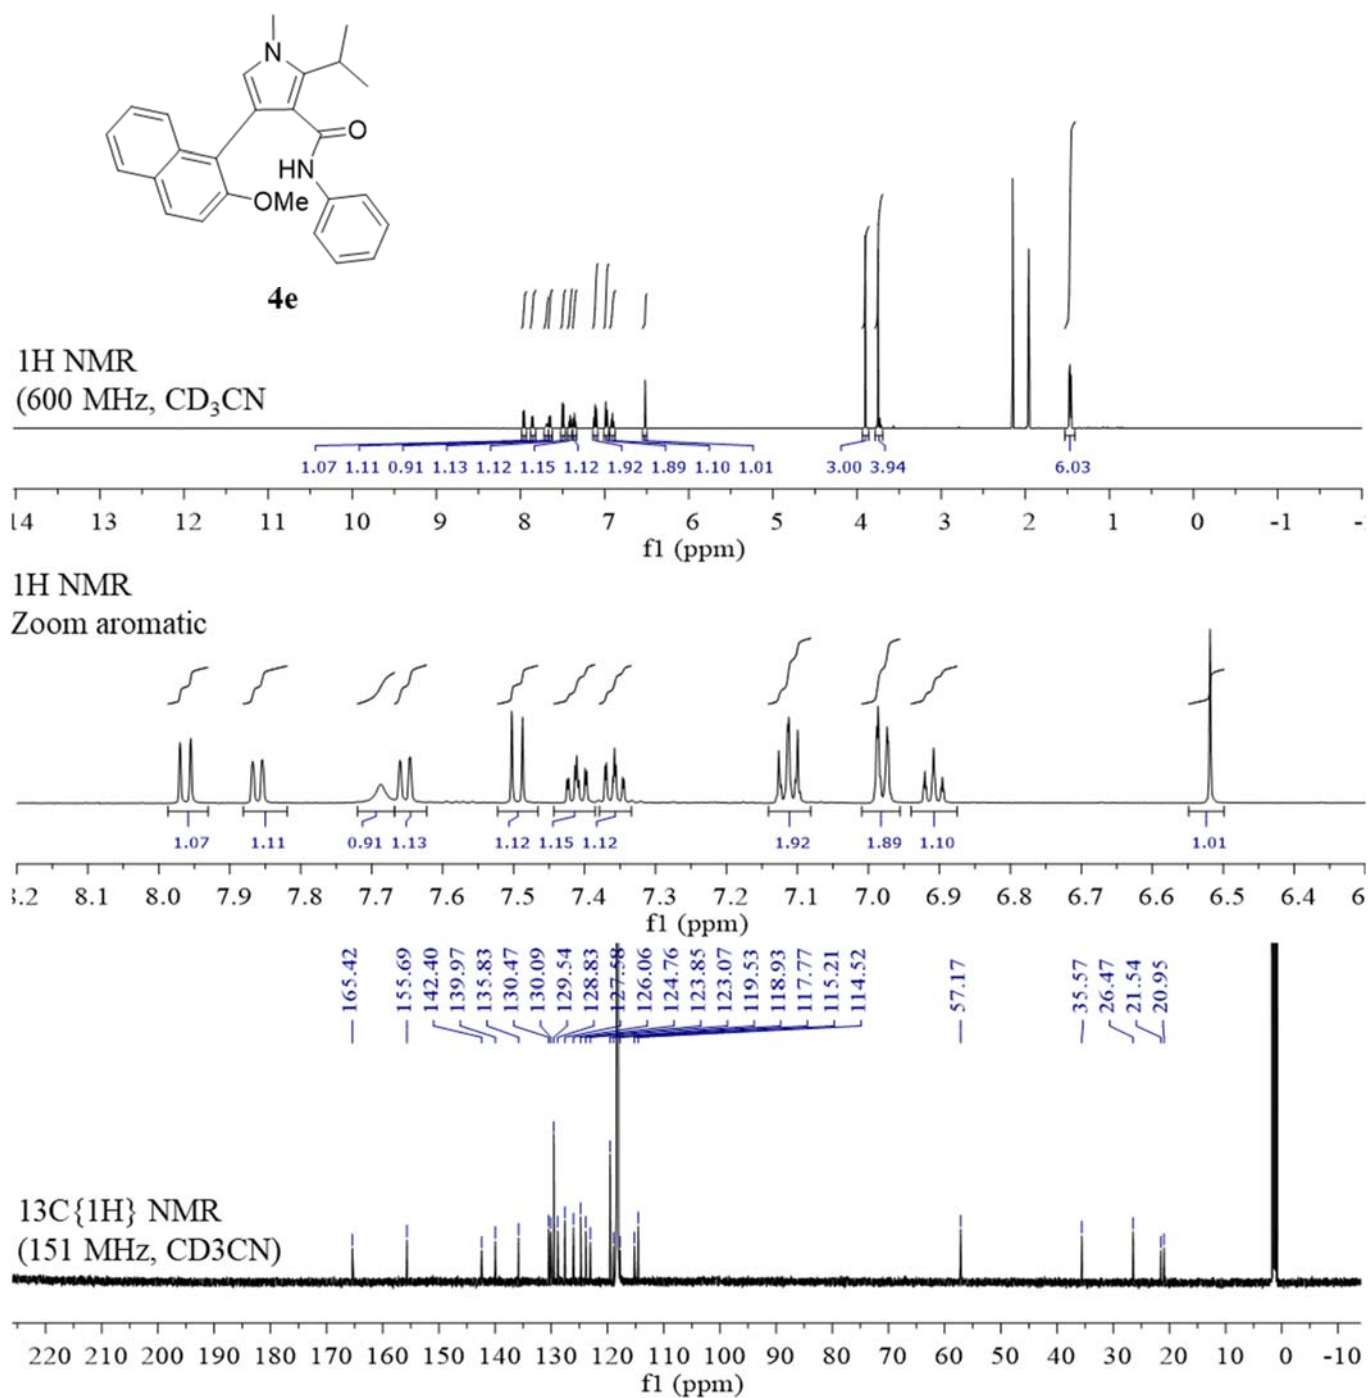 N
O
HN
OMe
4e
1H NMR
(600 MHz, CD₃CN
1.07 1.11 0.91 1.13 1.12 1.15 1.12 1.92 1.89 1.10 1.01 3.00 3.94 6.03
14 13 12 11 10 9 8 7 6 5 4 3 2 1 0 -1
f1 (ppm)
1H NMR
Zoom aromatic
1.07 1.11 0.91 1.13 1.12 1.15 1.12 1.92 1.89 1.10 1.01
8.1 8.0 7.9 7.8 7.7 7.6 7.5 7.4 7.3 7.2 7.1 7.0 6.9 6.8 6.7 6.6 6.5 6.4
f1 (ppm)
165.42
155.69
142.40
139.97
135.83
130.47
130.09
129.54
128.83
127.58
126.06
124.76
123.85
123.07
119.53
118.93
117.77
115.21
114.52
57.17
35.57
26.47
21.54
20.95
13C{1H} NMR
(151 MHz, CD3CN)
220 210 200 190 180 170 160 150 140 130 120 110 100 90 80 70 60 50 40 30 20 10 0 -10
f1 (ppm)